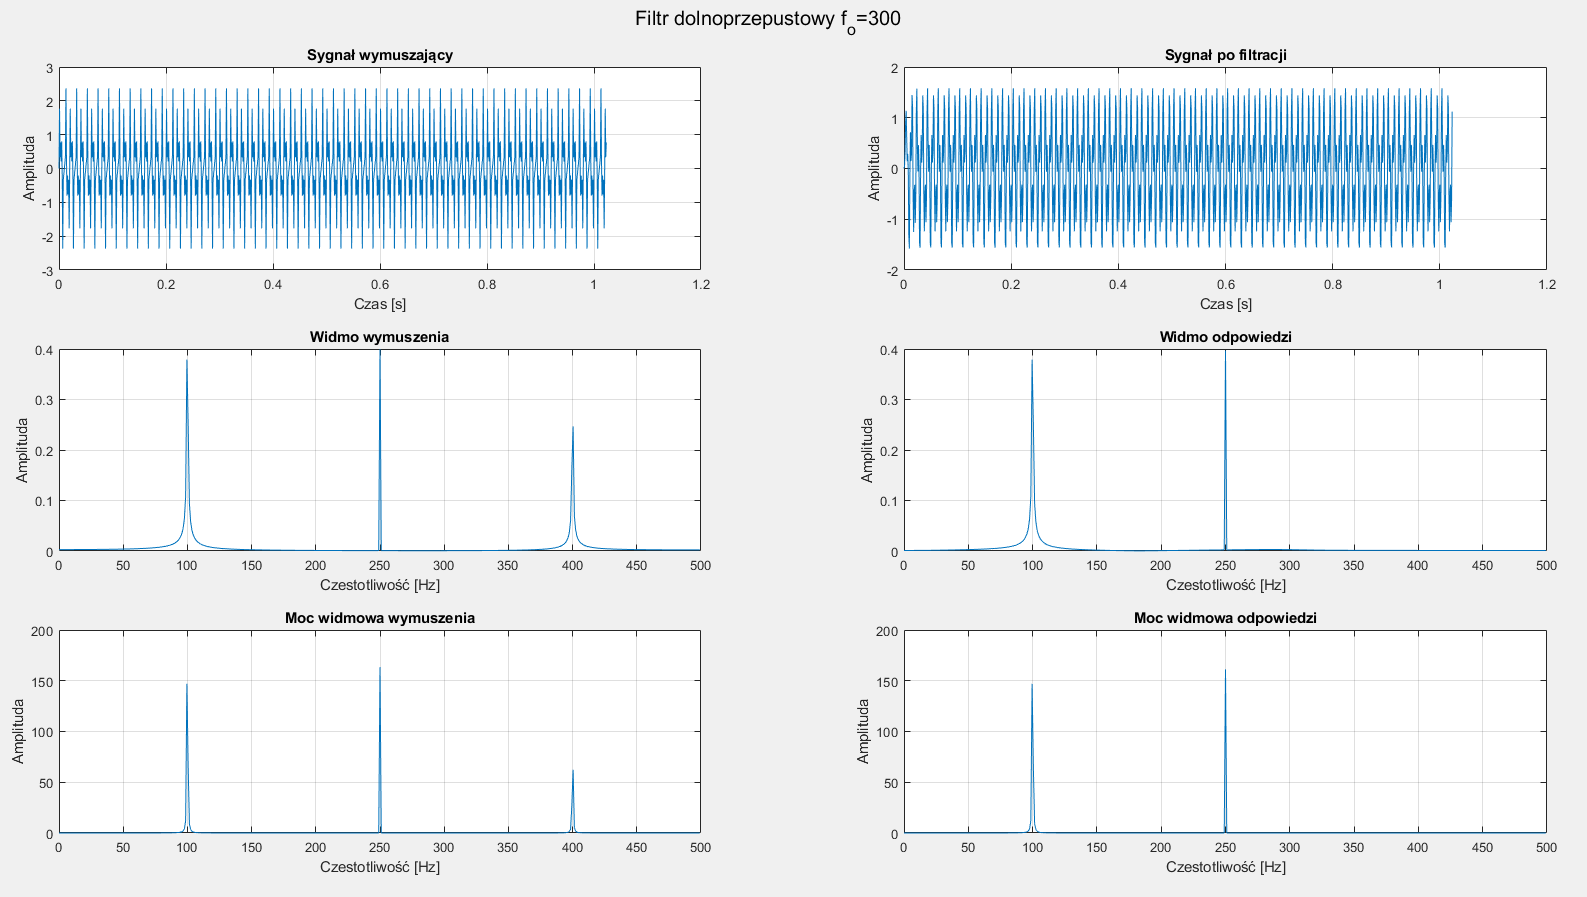 Filtr dolnoprzepustowy fo=300
Sygnał wymuszający
3
2
1
0
-1
-2
-3
Amplituda
0 0.2 0.4 0.6 0.8 1 1.2
Czas [s]
Sygnał po filtracji
2
1
0
-1
-2
Amplituda
0 0.2 0.4 0.6 0.8 1 1.2
Czas [s]
Widmo wymuszenia
0.4
0.3
0.2
0.1
0
Amplituda
0 50 100 150 200 250 300 350 400 450 500
Czestotliwość [Hz]
Widmo odpowiedzi
0.4
0.3
0.2
0.1
0
Amplituda
0 50 100 150 200 250 300 350 400 450 500
Czestotliwość [Hz]
Moc widmowa wymuszenia
200
150
100
50
0
Amplituda
0 50 100 150 200 250 300 350 400 450 500
Czestotliwość [Hz]
Moc widmowa odpowiedzi
200
150
100
50
0
Amplituda
0 50 100 150 200 250 300 350 400 450 500
Czestotliwość [Hz]